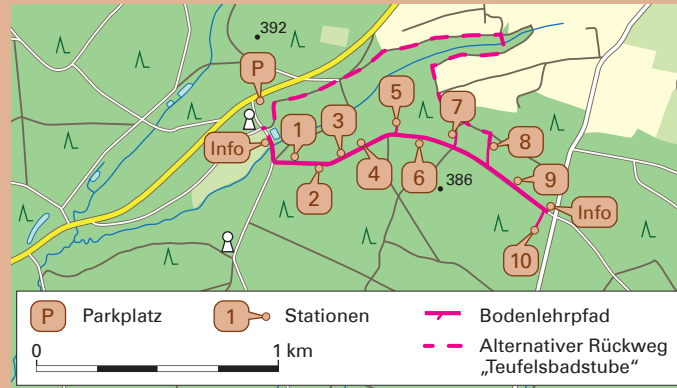 392
P
5
7
3
1
Info
8
2
4
6
9
386
Info
10
P Parkplatz
1 Stationen
Bodenlehrpfad
Alternativer Rückweg
„Teufelsbadstube“
0 1 km